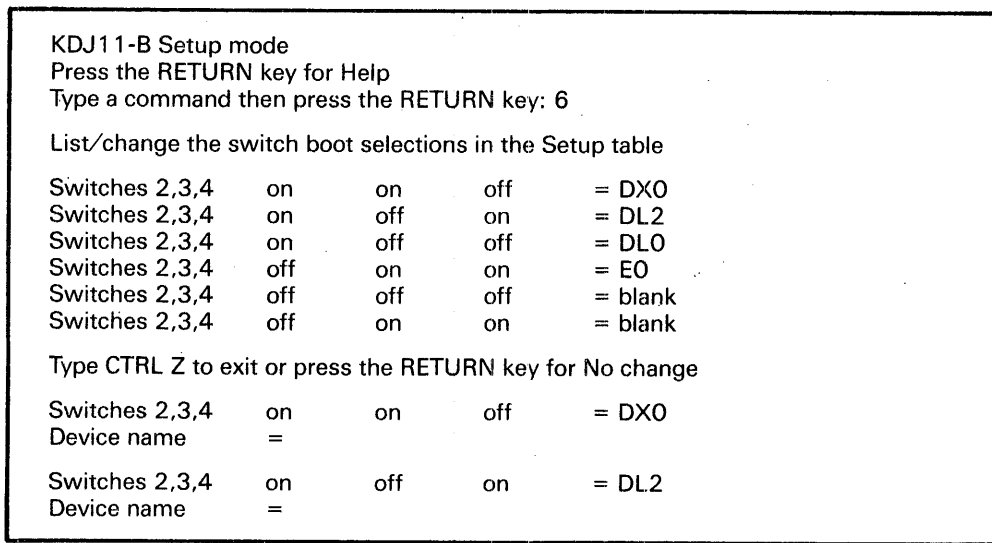 KDJ11-B Setup mode
Press the RETURN key for Help
Type a command then press the RETURN key: 6
List/change the switch boot selections in the Setup table
Switches 2,3,4 on on off = DX0
Switches 2,3,4 on off on = DL2
Switches 2,3,4 on off off = DL0
Switches 2,3,4 off on on = E0
Switches 2,3,4 off off off = blank
Switches 2,3,4 off on on = blank
Type CTRL Z to exit or press the RETURN key for No change
Switches 2,3,4 on on off = DX0
Device name =
Switches 2,3,4 on off on = DL2
Device name =